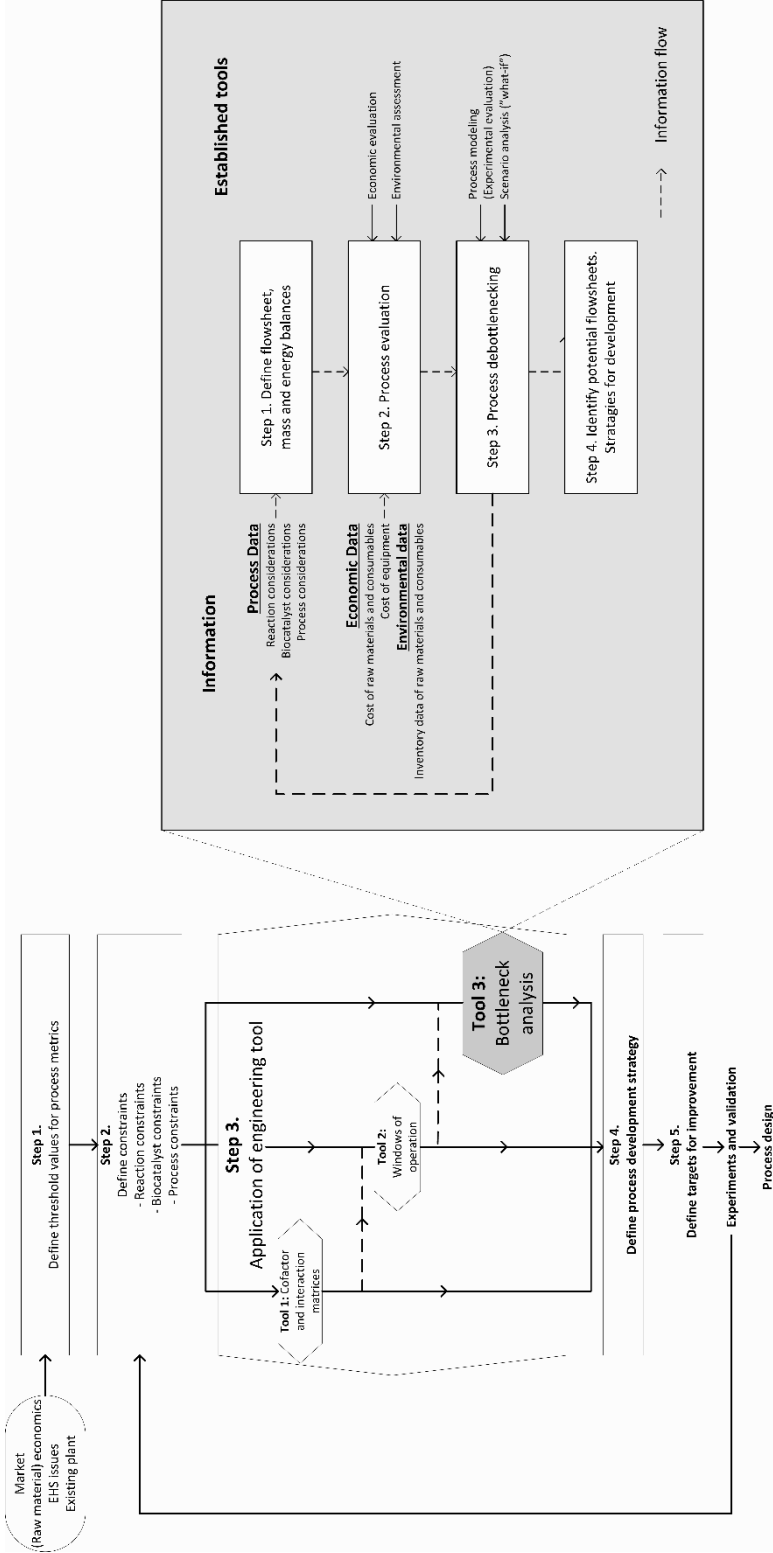 Market
(Raw material) economics
EHS issues
Existing plant
Step 1.
Define threshold values for process metrics
Step 2.
Define constraints
- Reaction constraints
- Biocatalyst constraints
- Process constraints
Step 3.
Application of engineering tool
Tool 1: Cofactor
and interaction
matrices
Tool 2:
Windows of
operation
Tool 3:
Bottleneck
analysis
Step 4.
Define process development strategy
Step 5.
Define targets for improvement
Experiments and validation
Process design
Information
Established tools
Process Data
Reaction considerations
Biocatalyst considerations
Process considerations
Step 1. Define flowsheet,
mass and energy balances
Economic Data
Cost of raw materials and consumables
Cost of equipment
Environmental data
Inventory data of raw materials and consumables
Step 2. Process evaluation
Economic evaluation
Environmental assessment
Step 3. Process debottlenecking
Process modeling
(Experimental evaluation)
Scenario analysis ("what-if")
Step 4. Identify potential flowsheets.
Stratagies for development
Information flow